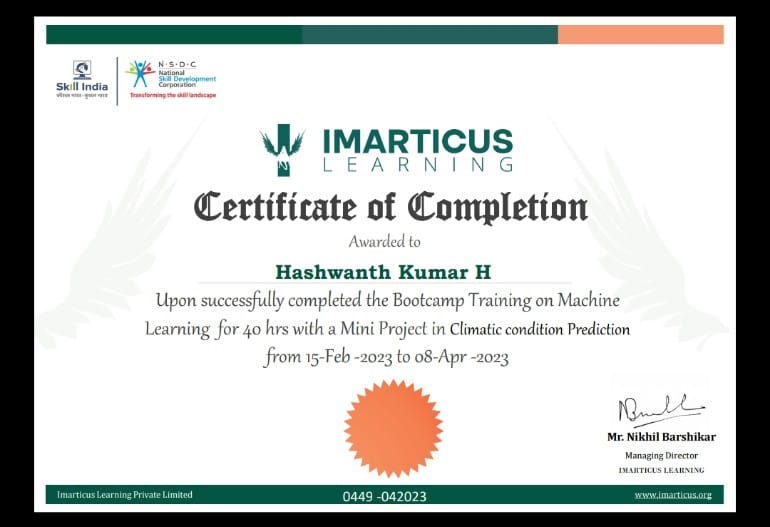 Skill India
कौशल भारत - कुशल भारत
N · S · D · C
National
Skill Development
Corporation
Transforming the skill landscape
IMARTICUS
LEARNING
Certificate of Completion
Awarded to
Hashwanth Kumar H
Upon successfully completed the Bootcamp Training on Machine
Learning for 40 hrs with a Mini Project in Climatic condition Prediction
from 15-Feb -2023 to 08-Apr -2023
Mr. Nikhil Barshikar
Managing Director
IMARTICUS LEARNING
Imarticus Learning Private Limited
0449 -042023
www.imarticus.org